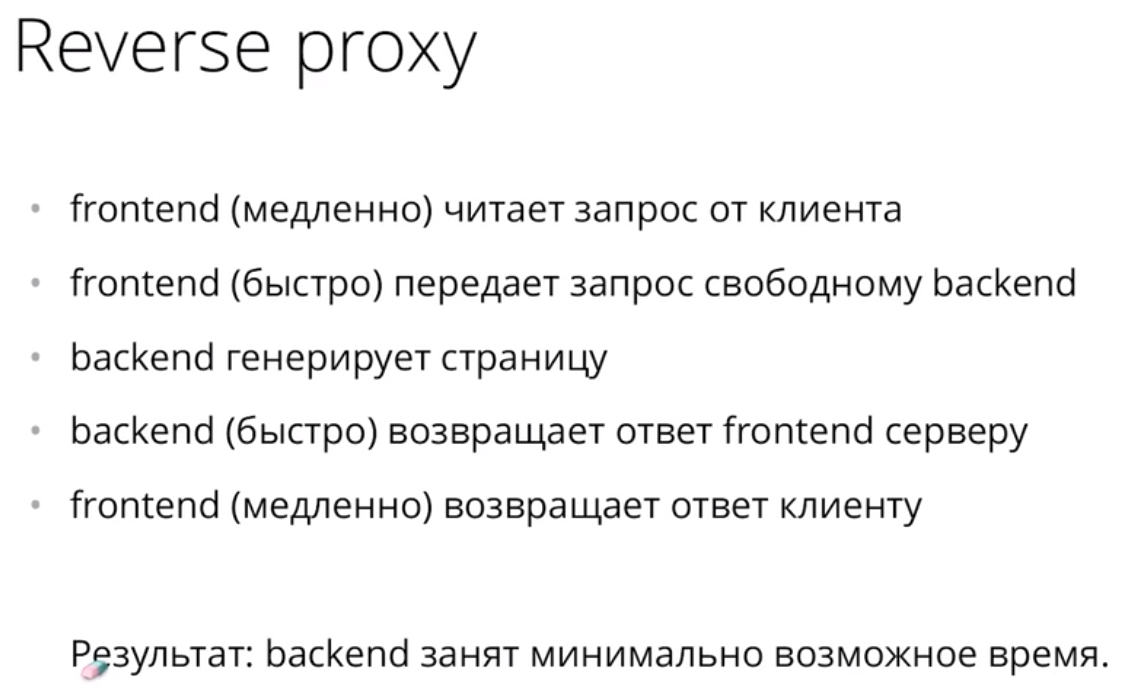 Reverse proxy
• frontend (медленно) читает запрос от клиента
• frontend (быстро) передает запрос свободному backend
• backend генерирует страницу
• backend (быстро) возвращает ответ frontend серверу
• frontend (медленно) возвращает ответ клиенту
Результат: backend занят минимально возможное время.